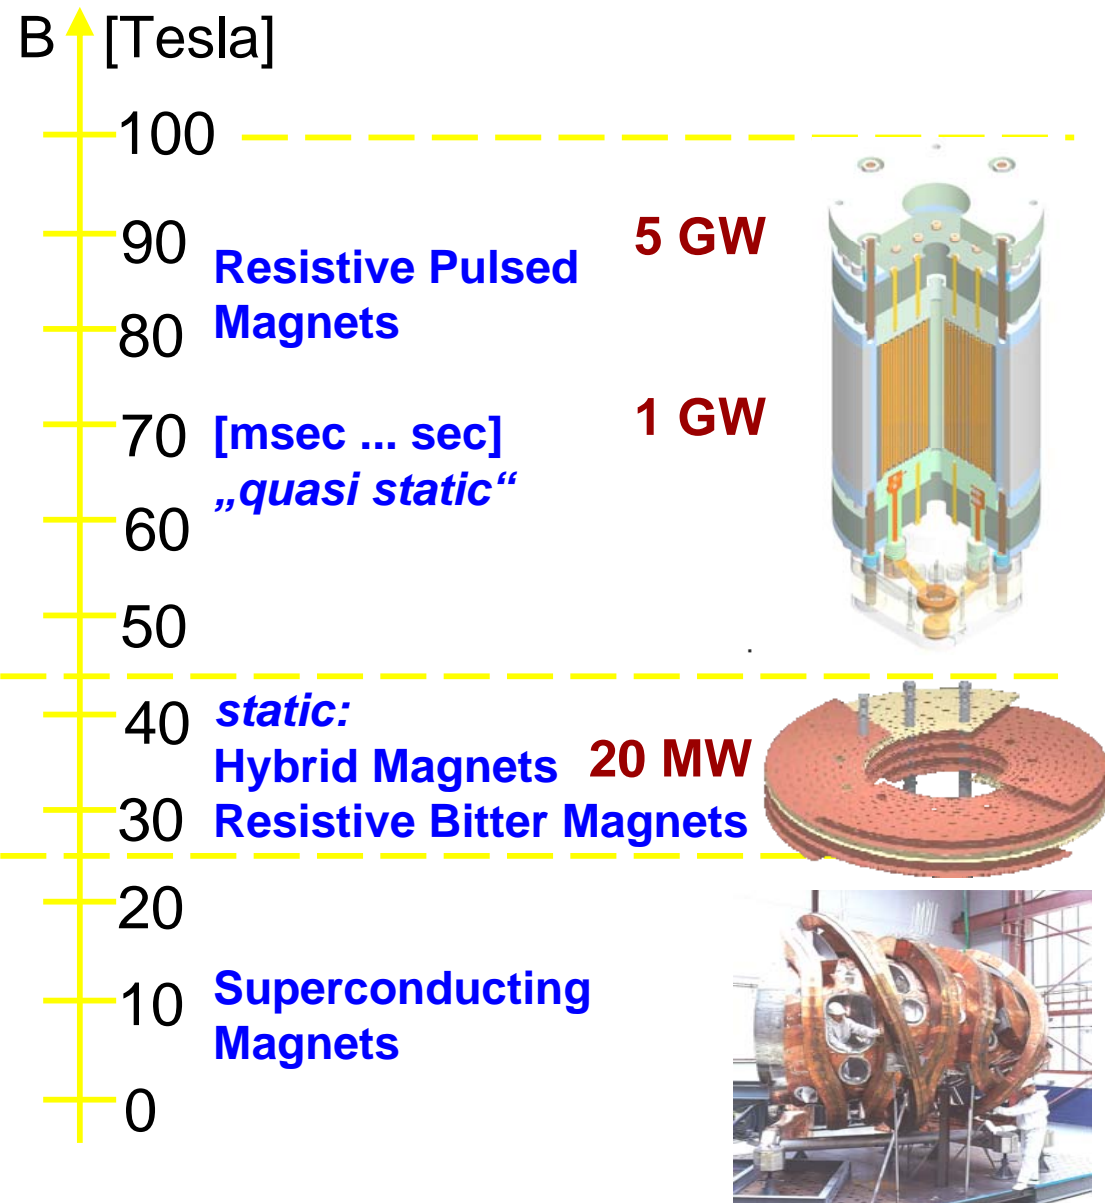 B [Tesla]
100
90
5 GW
Resistive Pulsed
Magnets
80
70
1 GW
[msec ... sec]
„quasi static“
60
50
40
static:
Hybrid Magnets
20 MW
30
Resistive Bitter Magnets
20
10
Superconducting
Magnets
0